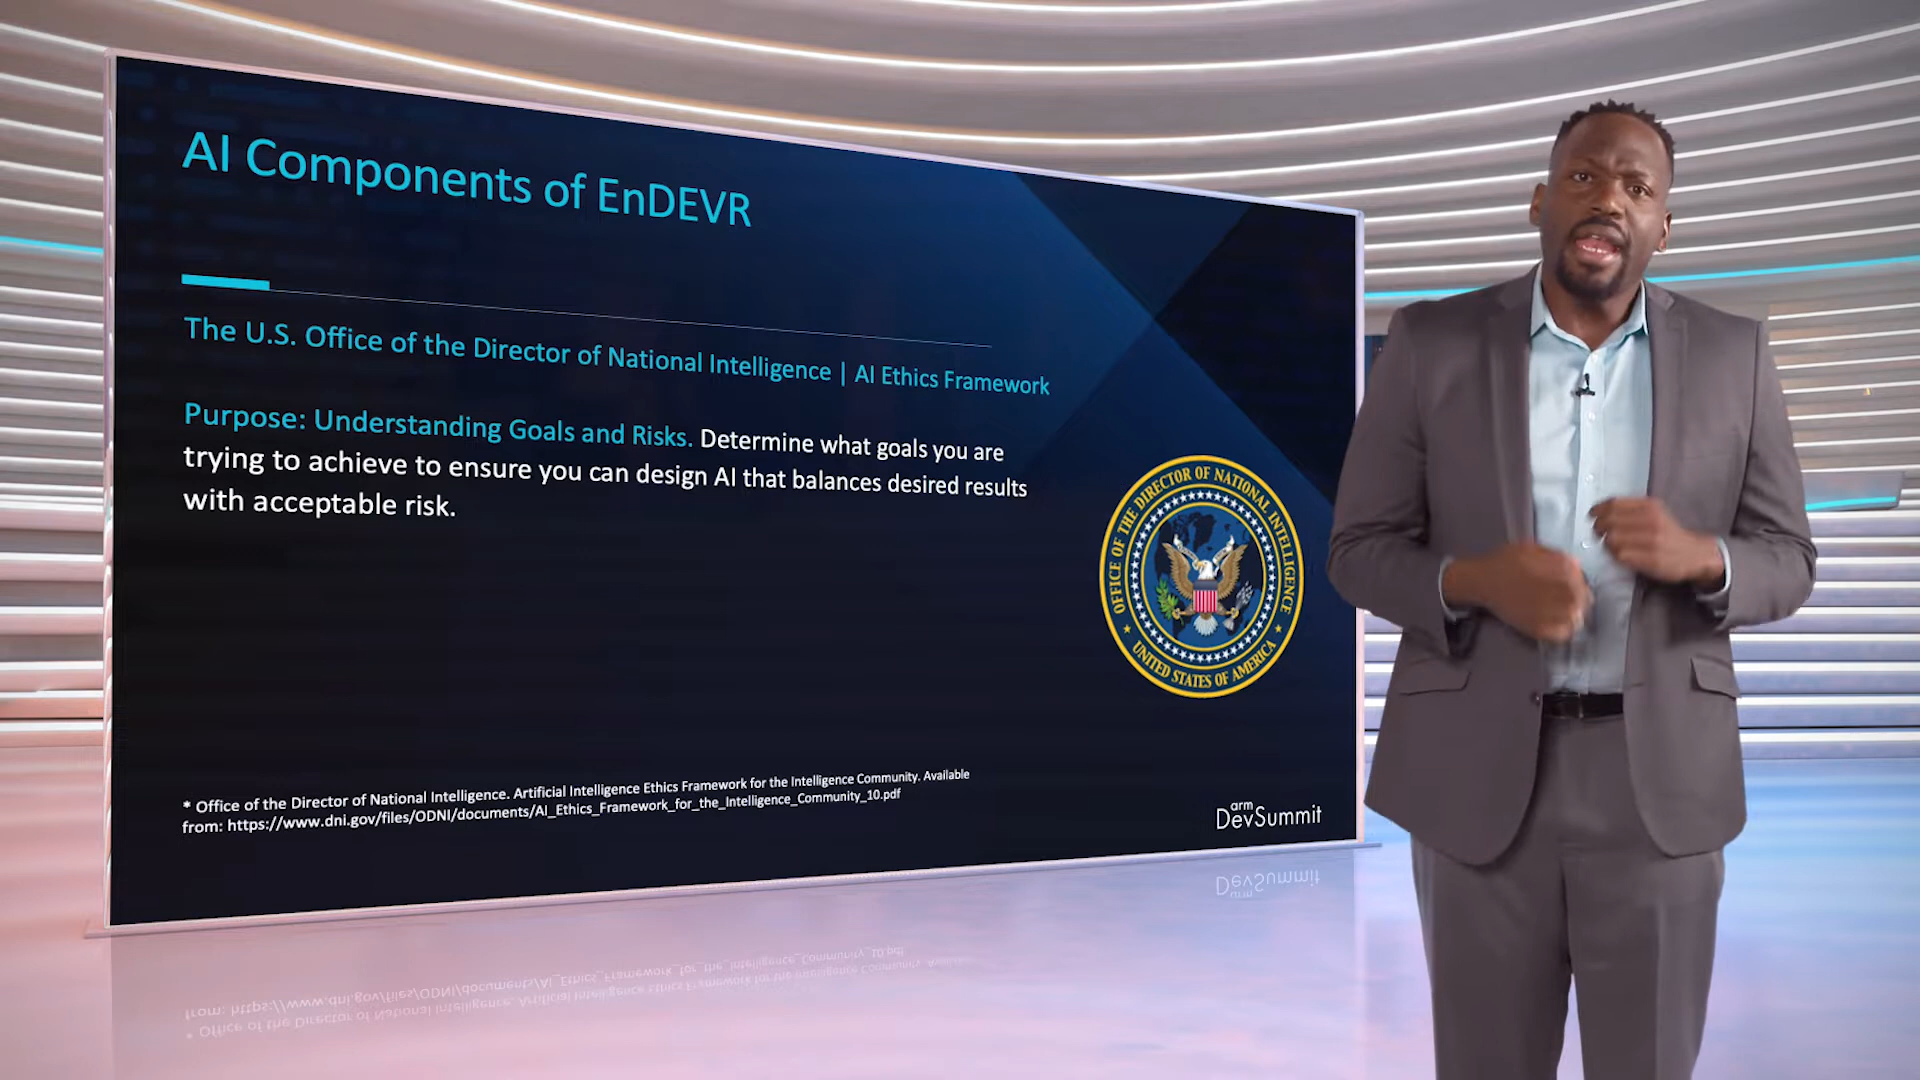 AI Components of EnDEVR
The U.S. Office of the Director of National Intelligence | AI Ethics Framework
Purpose: Understanding Goals and Risks. Determine what goals you are
trying to achieve to ensure you can design AI that balances desired results
with acceptable risk.
OFFICE OF THE DIRECTOR OF NATIONAL INTELLIGENCE
UNITED STATES OF AMERICA
* Office of the Director of National Intelligence. Artificial Intelligence Ethics Framework for the Intelligence Community. Available
from: https://www.dni.gov/files/ODNI/documents/AI_Ethics_Framework_for_the_Intelligence_Community_10.pdf
arm
DevSummit